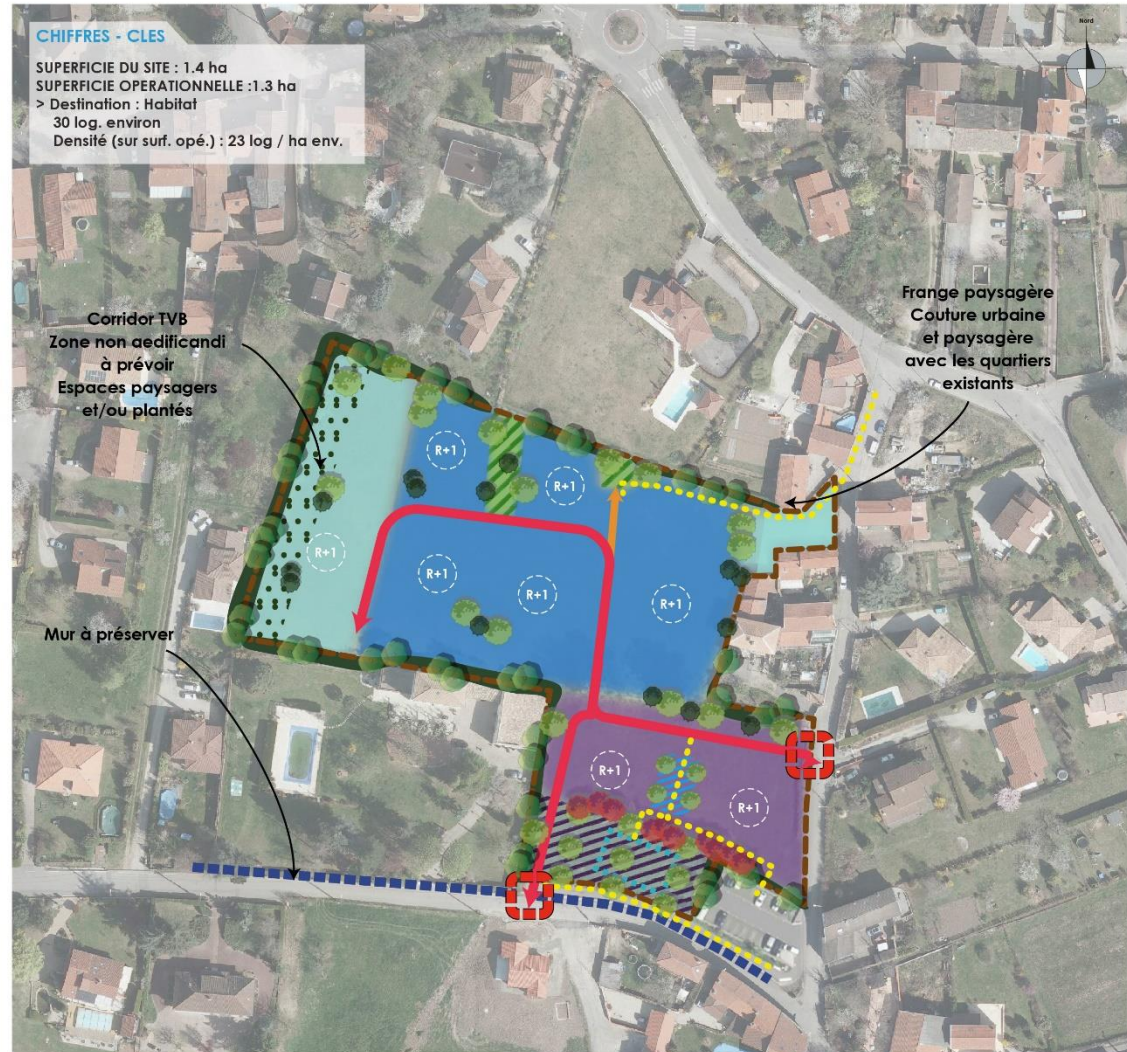 CHIFFRES - CLES
SUPERFICIE DU SITE : 1.4 ha
SUPERFICIE OPERATIONNELLE :1.3 ha
> Destination : Habitat
30 log. environ
Densité (sur surf. opé.) : 23 log / ha env.
Nord
Corridor TVB
Zone non aedificandi
à prévoir
Espaces paysagers
et/ou plantés
Frange paysagère
Couture urbaine
et paysagère
avec les quartiers
existants
R+1
R+1
R+1
R+1
R+1
R+1
Mur à préserver
R+1
R+1